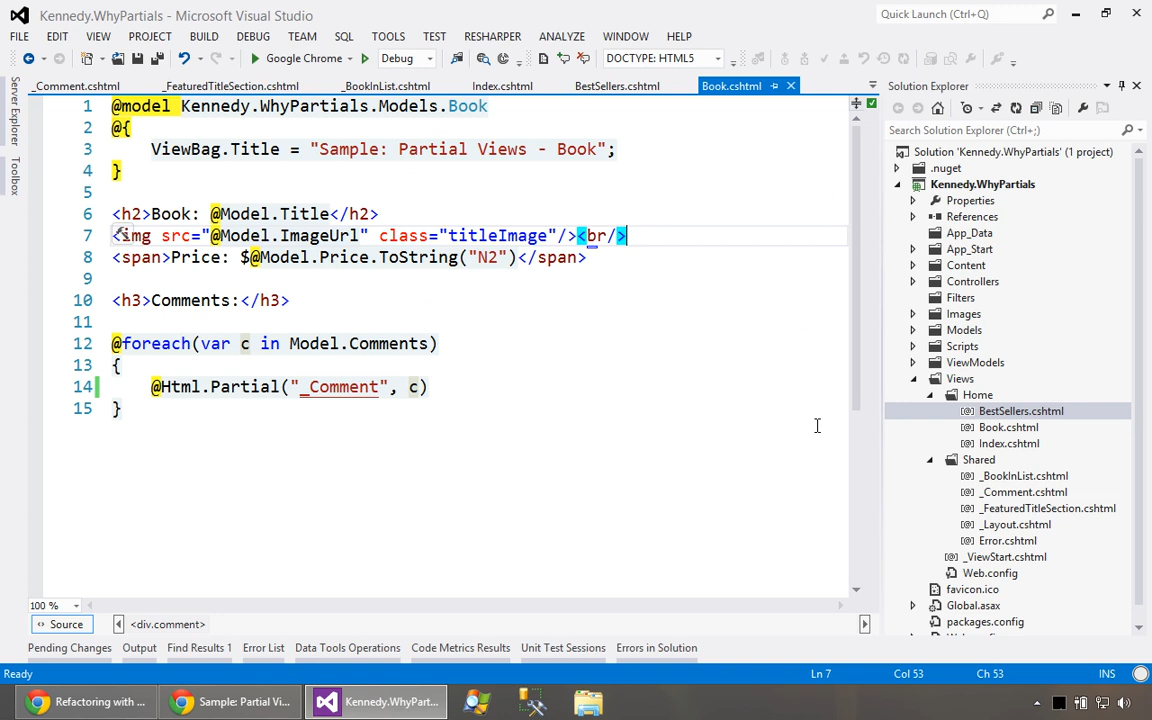 Kennedy.WhyPartials - Microsoft Visual Studio
Quick Launch (Ctrl+Q)
FILE EDIT VIEW PROJECT BUILD DEBUG TEAM SQL TOOLS TEST RESHARPER ANALYZE WINDOW HELP
Google Chrome Debug DOCTYPE: HTML5
Server Explorer
Toolbox
_Comment.cshtml _FeaturedTitleSection.cshtml _BookInList.cshtml Index.cshtml BestSellers.cshtml Book.cshtml
1 @model Kennedy.WhyPartials.Models.Book
2 @{
3 ViewBag.Title = "Sample: Partial Views - Book";
4 }
5
6 <h2>Book: @Model.Title</h2>
7 <img src="@Model.ImageUrl" class="titleImage"/><br/>
8 <span>Price: $@Model.Price.ToString("N2")</span>
9
10 <h3>Comments:</h3>
11
12 @foreach(var c in Model.Comments)
13 {
14 @Html.Partial("_Comment", c)
15 }
100 %
Source <div.comment>
Solution Explorer
Search Solution Explorer (Ctrl+;)
Solution 'Kennedy.WhyPartials' (1 project)
.nuget
Kennedy.WhyPartials
Properties
References
App_Data
App_Start
Content
Controllers
Filters
Images
Models
Scripts
ViewModels
Views
Home
BestSellers.cshtml
Book.cshtml
Index.cshtml
Shared
_BookInList.cshtml
_Comment.cshtml
_FeaturedTitleSection.cshtml
_Layout.cshtml
Error.cshtml
_ViewStart.cshtml
Web.config
favicon.ico
Global.asax
packages.config
Pending Changes Output Find Results 1 Error List Data Tools Operations Code Metrics Results Unit Test Sessions Errors in Solution
Ready Ln 7 Col 53 Ch 53 INS
Refactoring with ... Sample: Partial Vi... Kennedy.WhyPart...